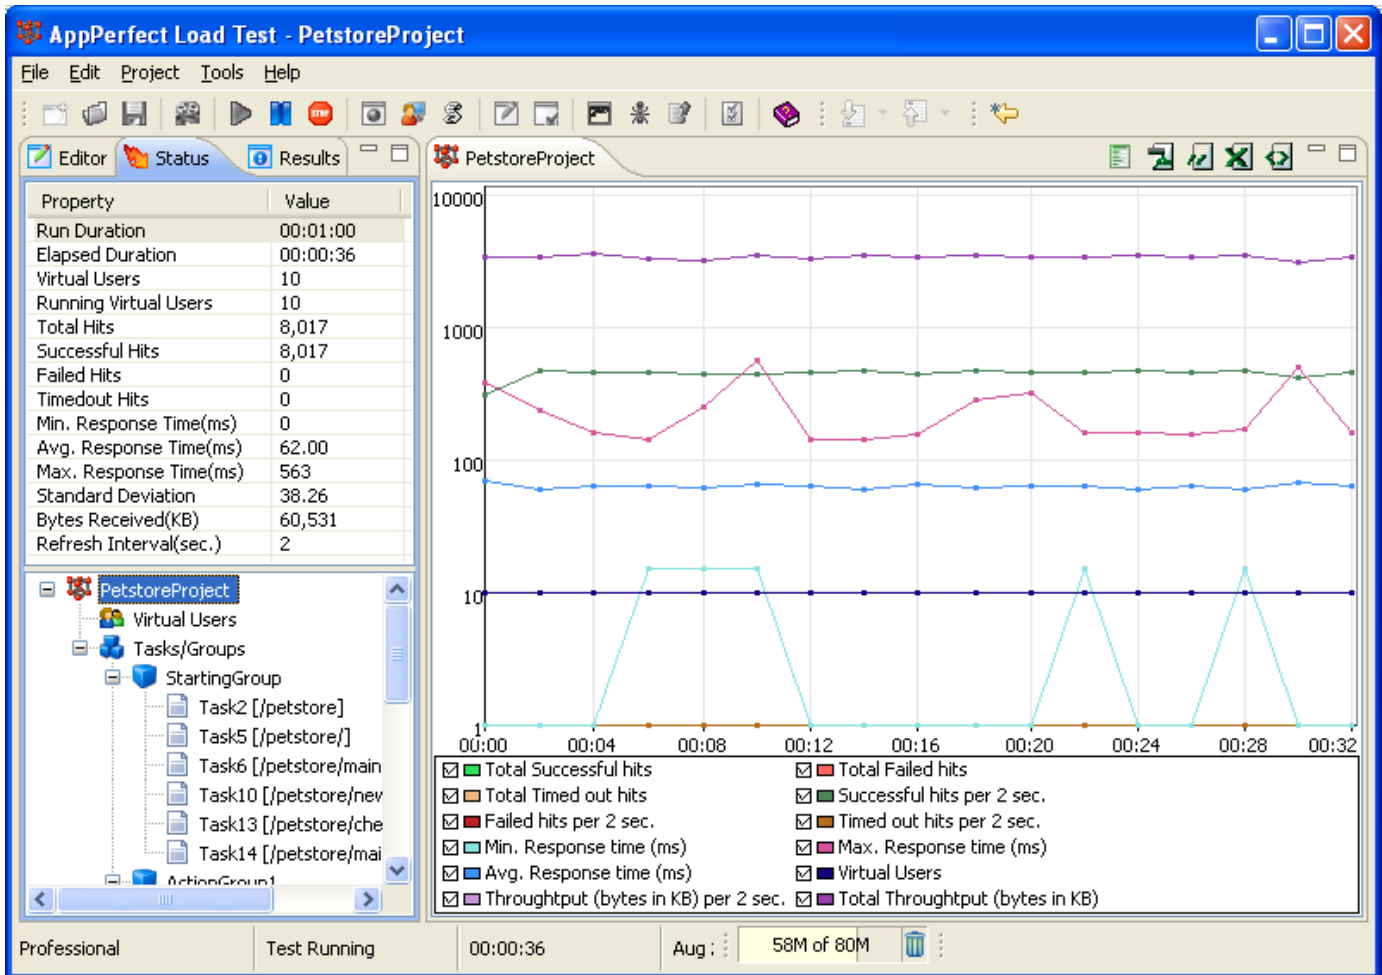 AppPerfect Load Test - PetstoreProject
File Edit Project Tools Help
STOP
Editor Status Results
PetstoreProject
Property Value
Run Duration 00:01:00
Elapsed Duration 00:00:36
Virtual Users 10
Running Virtual Users 10
Total Hits 8,017
Successful Hits 8,017
Failed Hits 0
Timedout Hits 0
Min. Response Time(ms) 0
Avg. Response Time(ms) 62.00
Max. Response Time(ms) 563
Standard Deviation 38.26
Bytes Received(KB) 60,531
Refresh Interval(sec.) 2
PetstoreProject
Virtual Users
Tasks/Groups
StartingGroup
Task2 [/petstore]
Task5 [/petstore/]
Task6 [/petstore/main
Task10 [/petstore/nev
Task13 [/petstore/che
Task14 [/petstore/mai
ActionGroup1
10000
1000
100
10
1
00:00 00:04 00:08 00:12 00:16 00:20 00:24 00:28 00:32
Total Successful hits Total Failed hits
Total Timed out hits Successful hits per 2 sec.
Failed hits per 2 sec. Timed out hits per 2 sec.
Min. Response time (ms) Max. Response time (ms)
Avg. Response time (ms) Virtual Users
Throughtput (bytes in KB) per 2 sec. Total Throughtput (bytes in KB)
Professional Test Running 00:00:36 Aug 58M of 80M